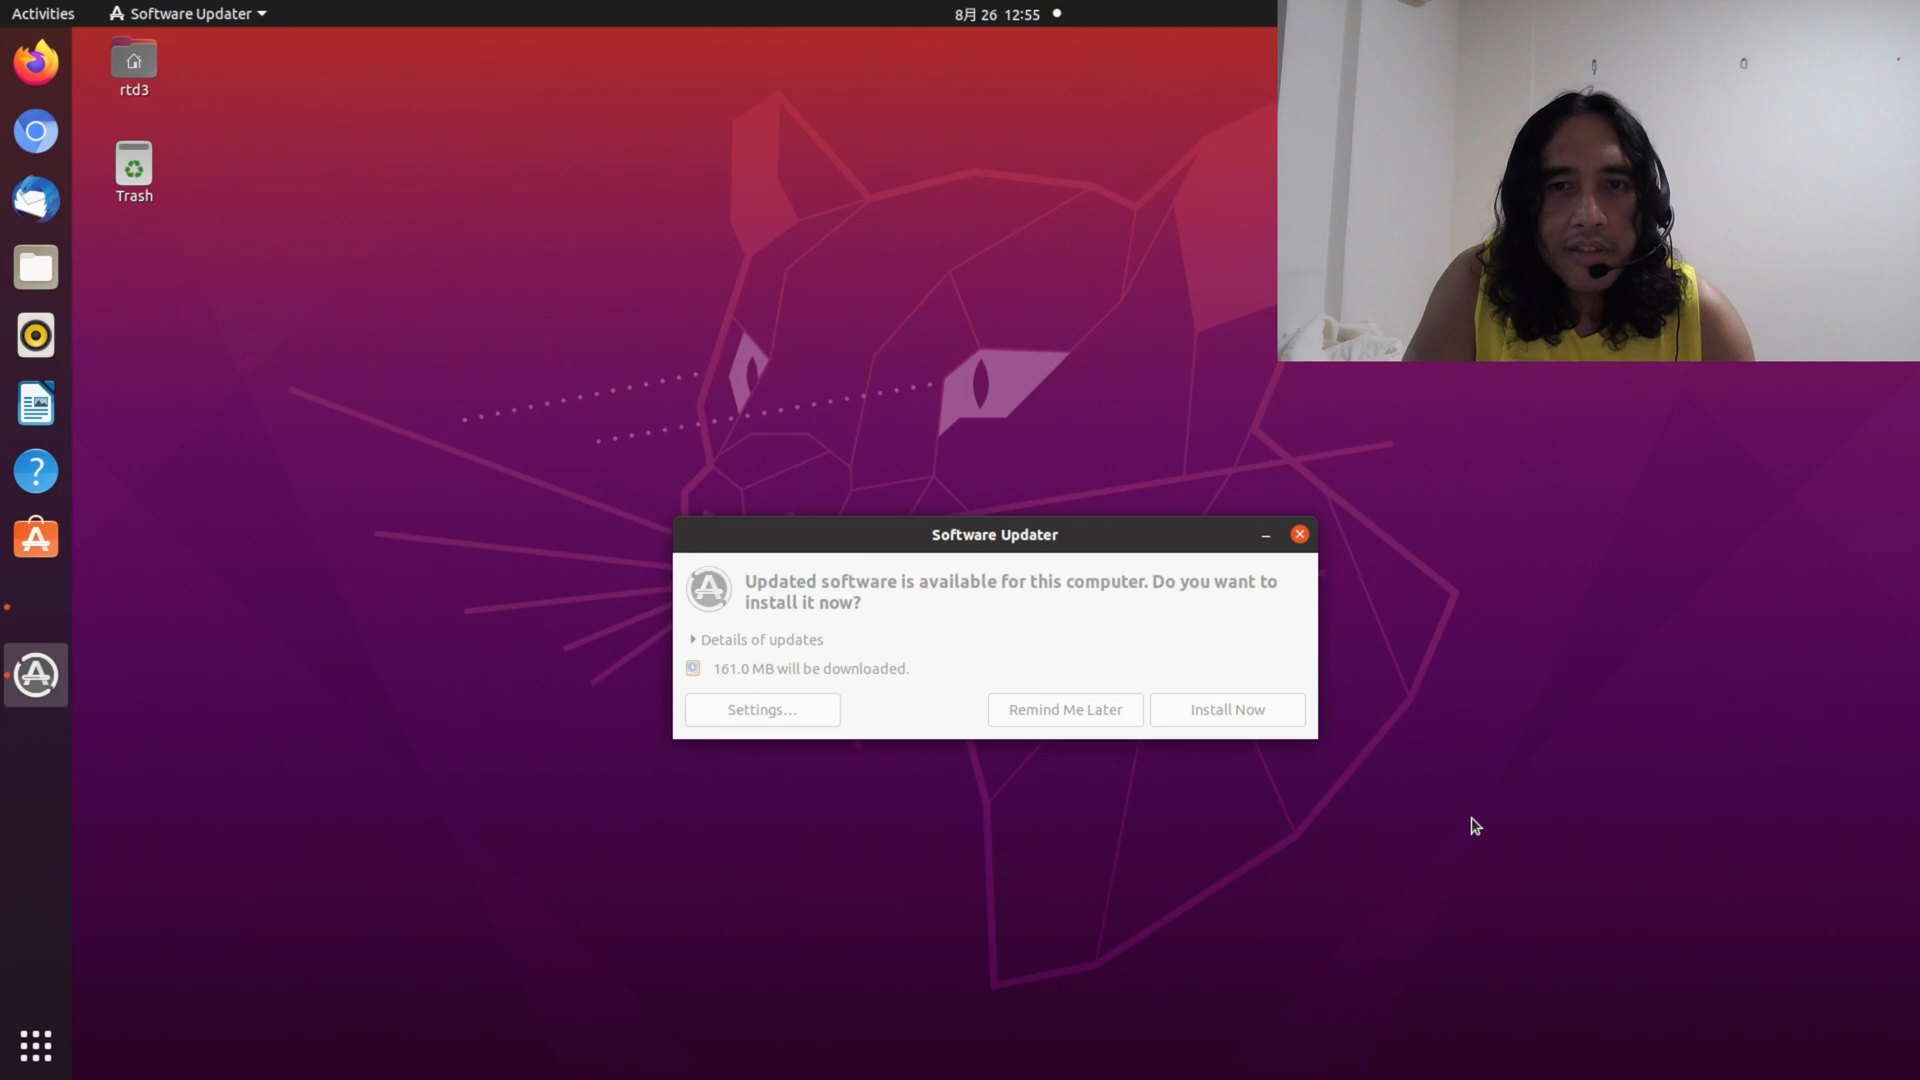 Activities
Software Updater
8月 26 12:55
rtd3
Trash
Software Updater
Updated software is available for this computer. Do you want to
install it now?
Details of updates
161.0 MB will be downloaded.
Settings…
Remind Me Later
Install Now